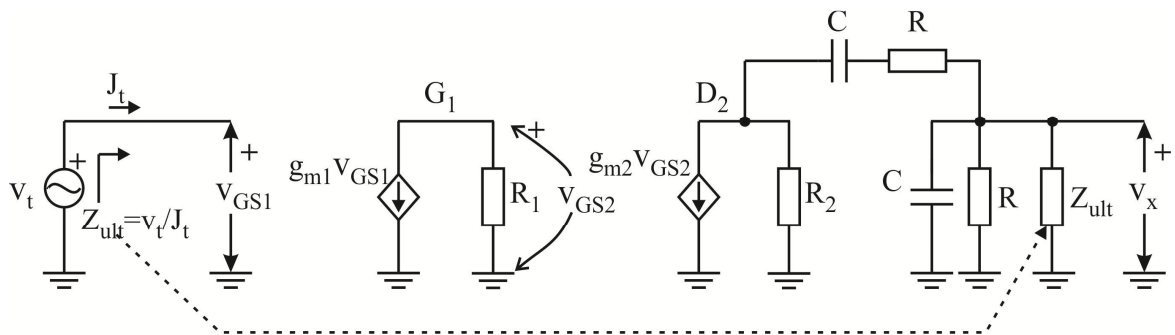 C
R
J_t
G_1
D_2
+
v_t
Z_ult=v_t/J_t
+
v_GS1
g_m1v_GS1
R_1
+
v_GS2
g_m2v_GS2
R_2
C
R
Z_ult
+
v_x